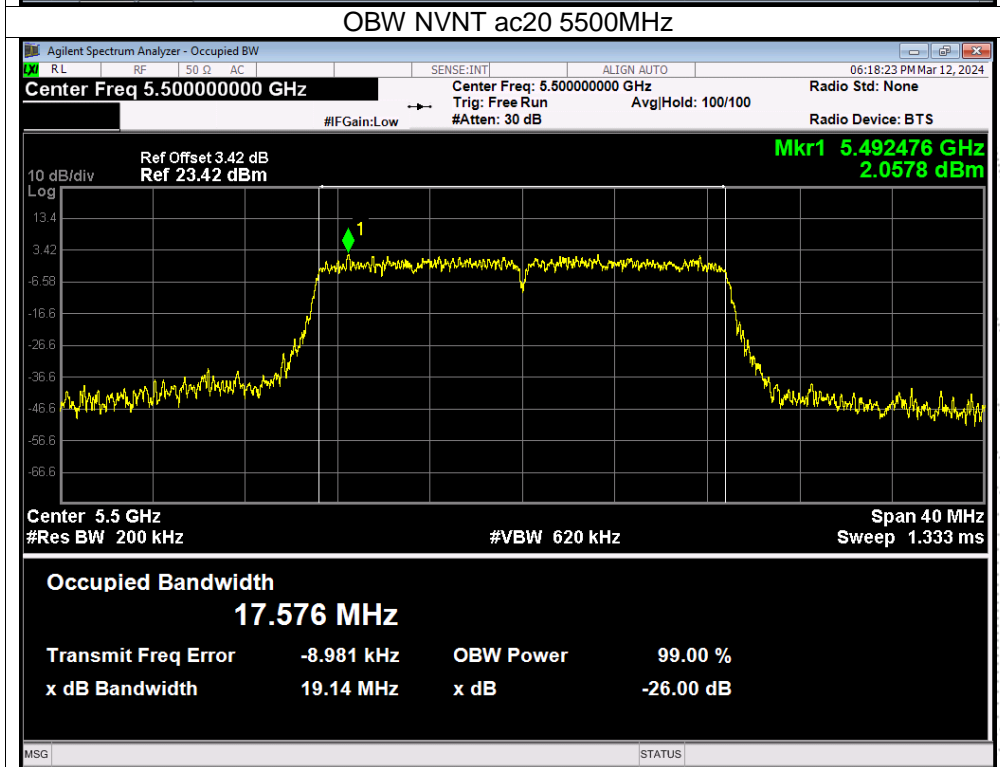 OBW NVNT ac20 5500MHz
Agilent Spectrum Analyzer - Occupied BW
LXI RL RF 50 Ω AC SENSE:INT ALIGN AUTO 06:18:23 PM Mar 12, 2024
Center Freq 5.500000000 GHz Center Freq: 5.500000000 GHz Radio Std: None
Trig: Free Run Avg|Hold: 100/100
#IFGain:Low #Atten: 30 dB Radio Device: BTS
Mkr1 5.492476 GHz
2.0578 dBm
Ref Offset 3.42 dB
10 dB/div Ref 23.42 dBm
Log
13.4
1
3.42
-6.58
-16.6
-26.6
-36.6
-46.6
-56.6
-66.6
Center 5.5 GHz Span 40 MHz
#Res BW 200 kHz #VBW 620 kHz Sweep 1.333 ms
Occupied Bandwidth
17.576 MHz
Transmit Freq Error -8.981 kHz OBW Power 99.00 %
x dB Bandwidth 19.14 MHz x dB -26.00 dB
MSG STATUS